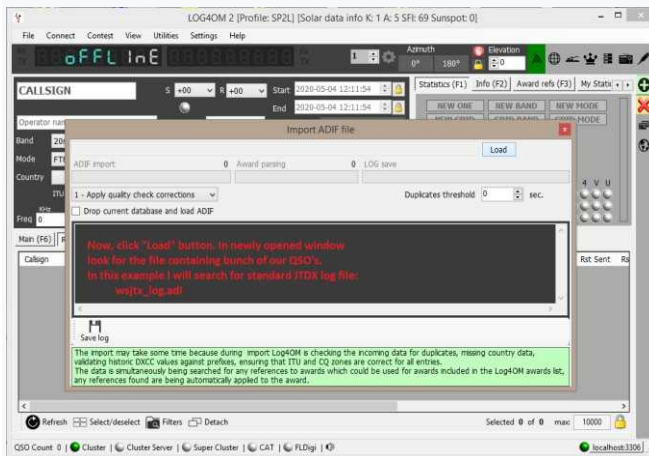 LOG4OM 2 [Profile: SP2L] [Solar data info K: 1 A: 5 SFI: 69 Sunspot: 0]
File Connect Contest View Utilities Settings Help
oFFLInE
1
Azimuth
0° 180°
Elevation
0
CALLSIGN
S +00 R +00 Start 2020-05-04 12:11:54
End 2020-05-04 12:11:54
Statistics (F1) Info (F2) Award refs (F3) My Statio
NEW ONE NEW BAND NEW MODE
Operator name
Import ADIF file
Load
Band
Mode
Country
ITU
Freq 0
ADIF import 0 Award parsing 0 LOG save
1 - Apply quality check corrections
Duplicates threshold 0 sec.
Drop current database and load ADIF
4 V U
Main (F6)
Callsign
Rst Sent
Now, click "Load" button. In newly opened window
look for the file containing bunch of our QSO's.
In this example I will search for standard JTDX log file:
wsjtx_log.adi
Save log
The import may take some time because during import Log4OM is checking the incoming data for duplicates, missing country data,
validating historic DXCC values against prefixes, ensuring that ITU and CQ zones are correct for all entries.
The data is simultaneously being searched for any references to awards which could be used for awards included in the Log4OM awards list,
any references found are being automatically applied to the award.
Refresh Select/deselect Filters Detach
Selected 0 of 0 max 10000
QSO Count 0 | Cluster | Cluster Server | Super Cluster | CAT | FLDigi |
localhost:3306